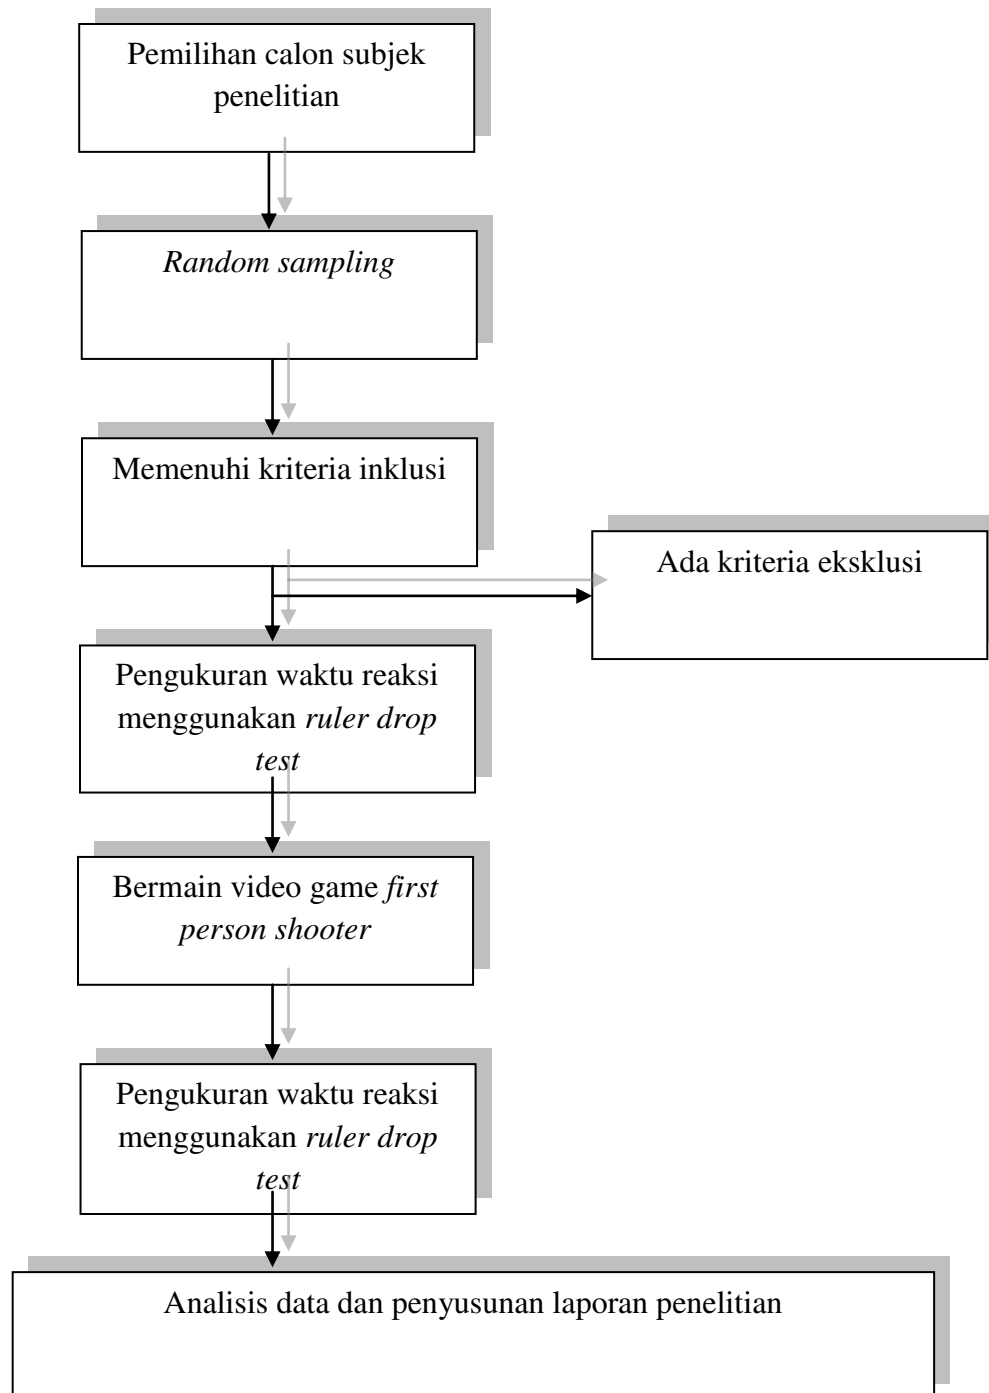 Pemilihan calon subjek
penelitian
Random sampling
Memenuhi kriteria inklusi
Ada kriteria eksklusi
Pengukuran waktu reaksi
menggunakan ruler drop
test
Bermain video game first
person shooter
Pengukuran waktu reaksi
menggunakan ruler drop
test
Analisis data dan penyusunan laporan penelitian